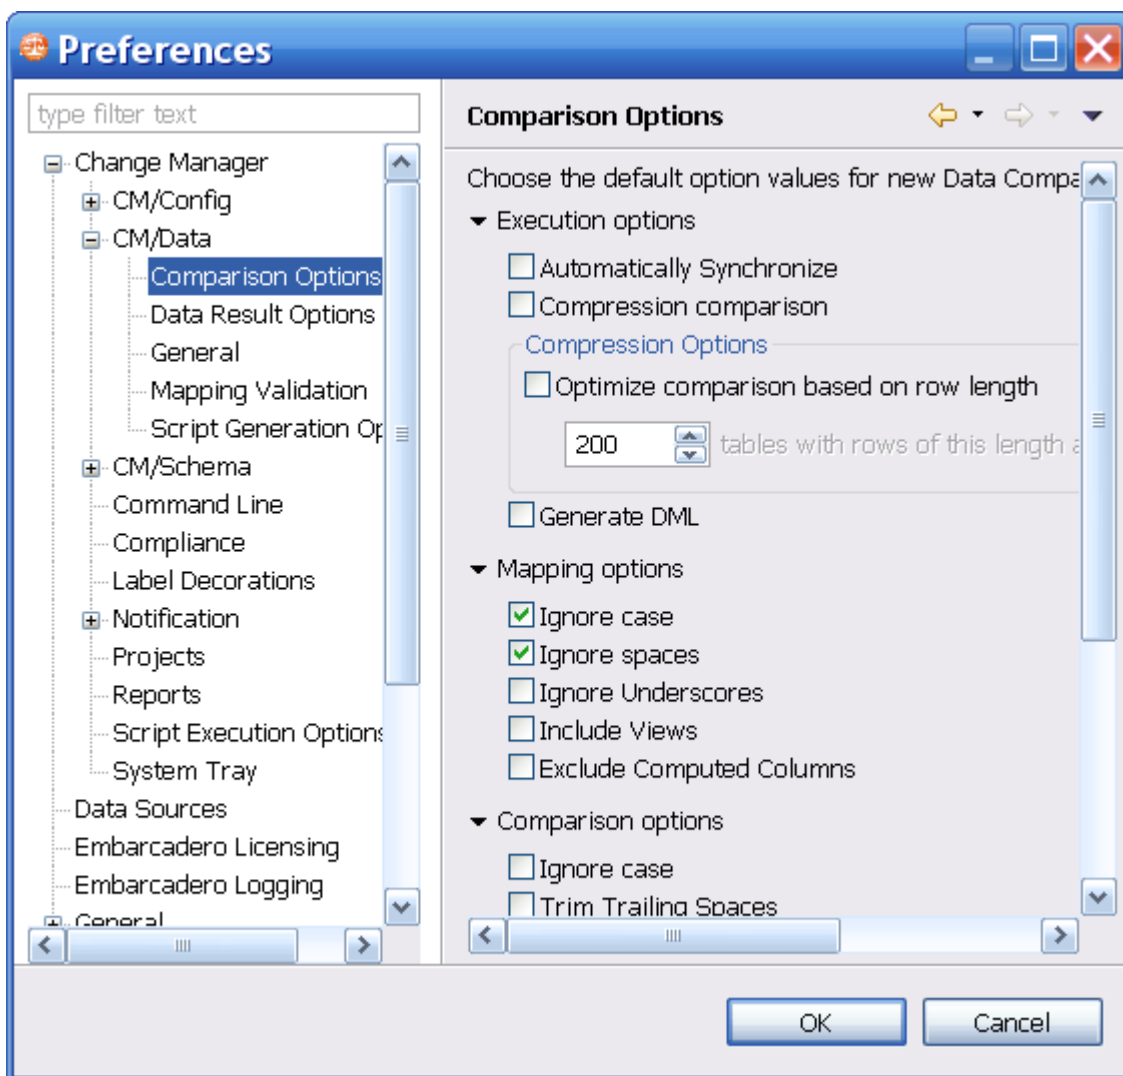 Preferences
type filter text
Change Manager
CM/Config
CM/Data
Comparison Options
Data Result Options
General
Mapping Validation
Script Generation Op
CM/Schema
Command Line
Compliance
Label Decorations
Notification
Projects
Reports
Script Execution Options
System Tray
Data Sources
Embarcadero Licensing
Embarcadero Logging
General
Comparison Options
Choose the default option values for new Data Compa
Execution options
Automatically Synchronize
Compression comparison
Compression Options
Optimize comparison based on row length
200 tables with rows of this length a
Generate DML
Mapping options
Ignore case
Ignore spaces
Ignore Underscores
Include Views
Exclude Computed Columns
Comparison options
Ignore case
Trim Trailing Spaces
OK Cancel